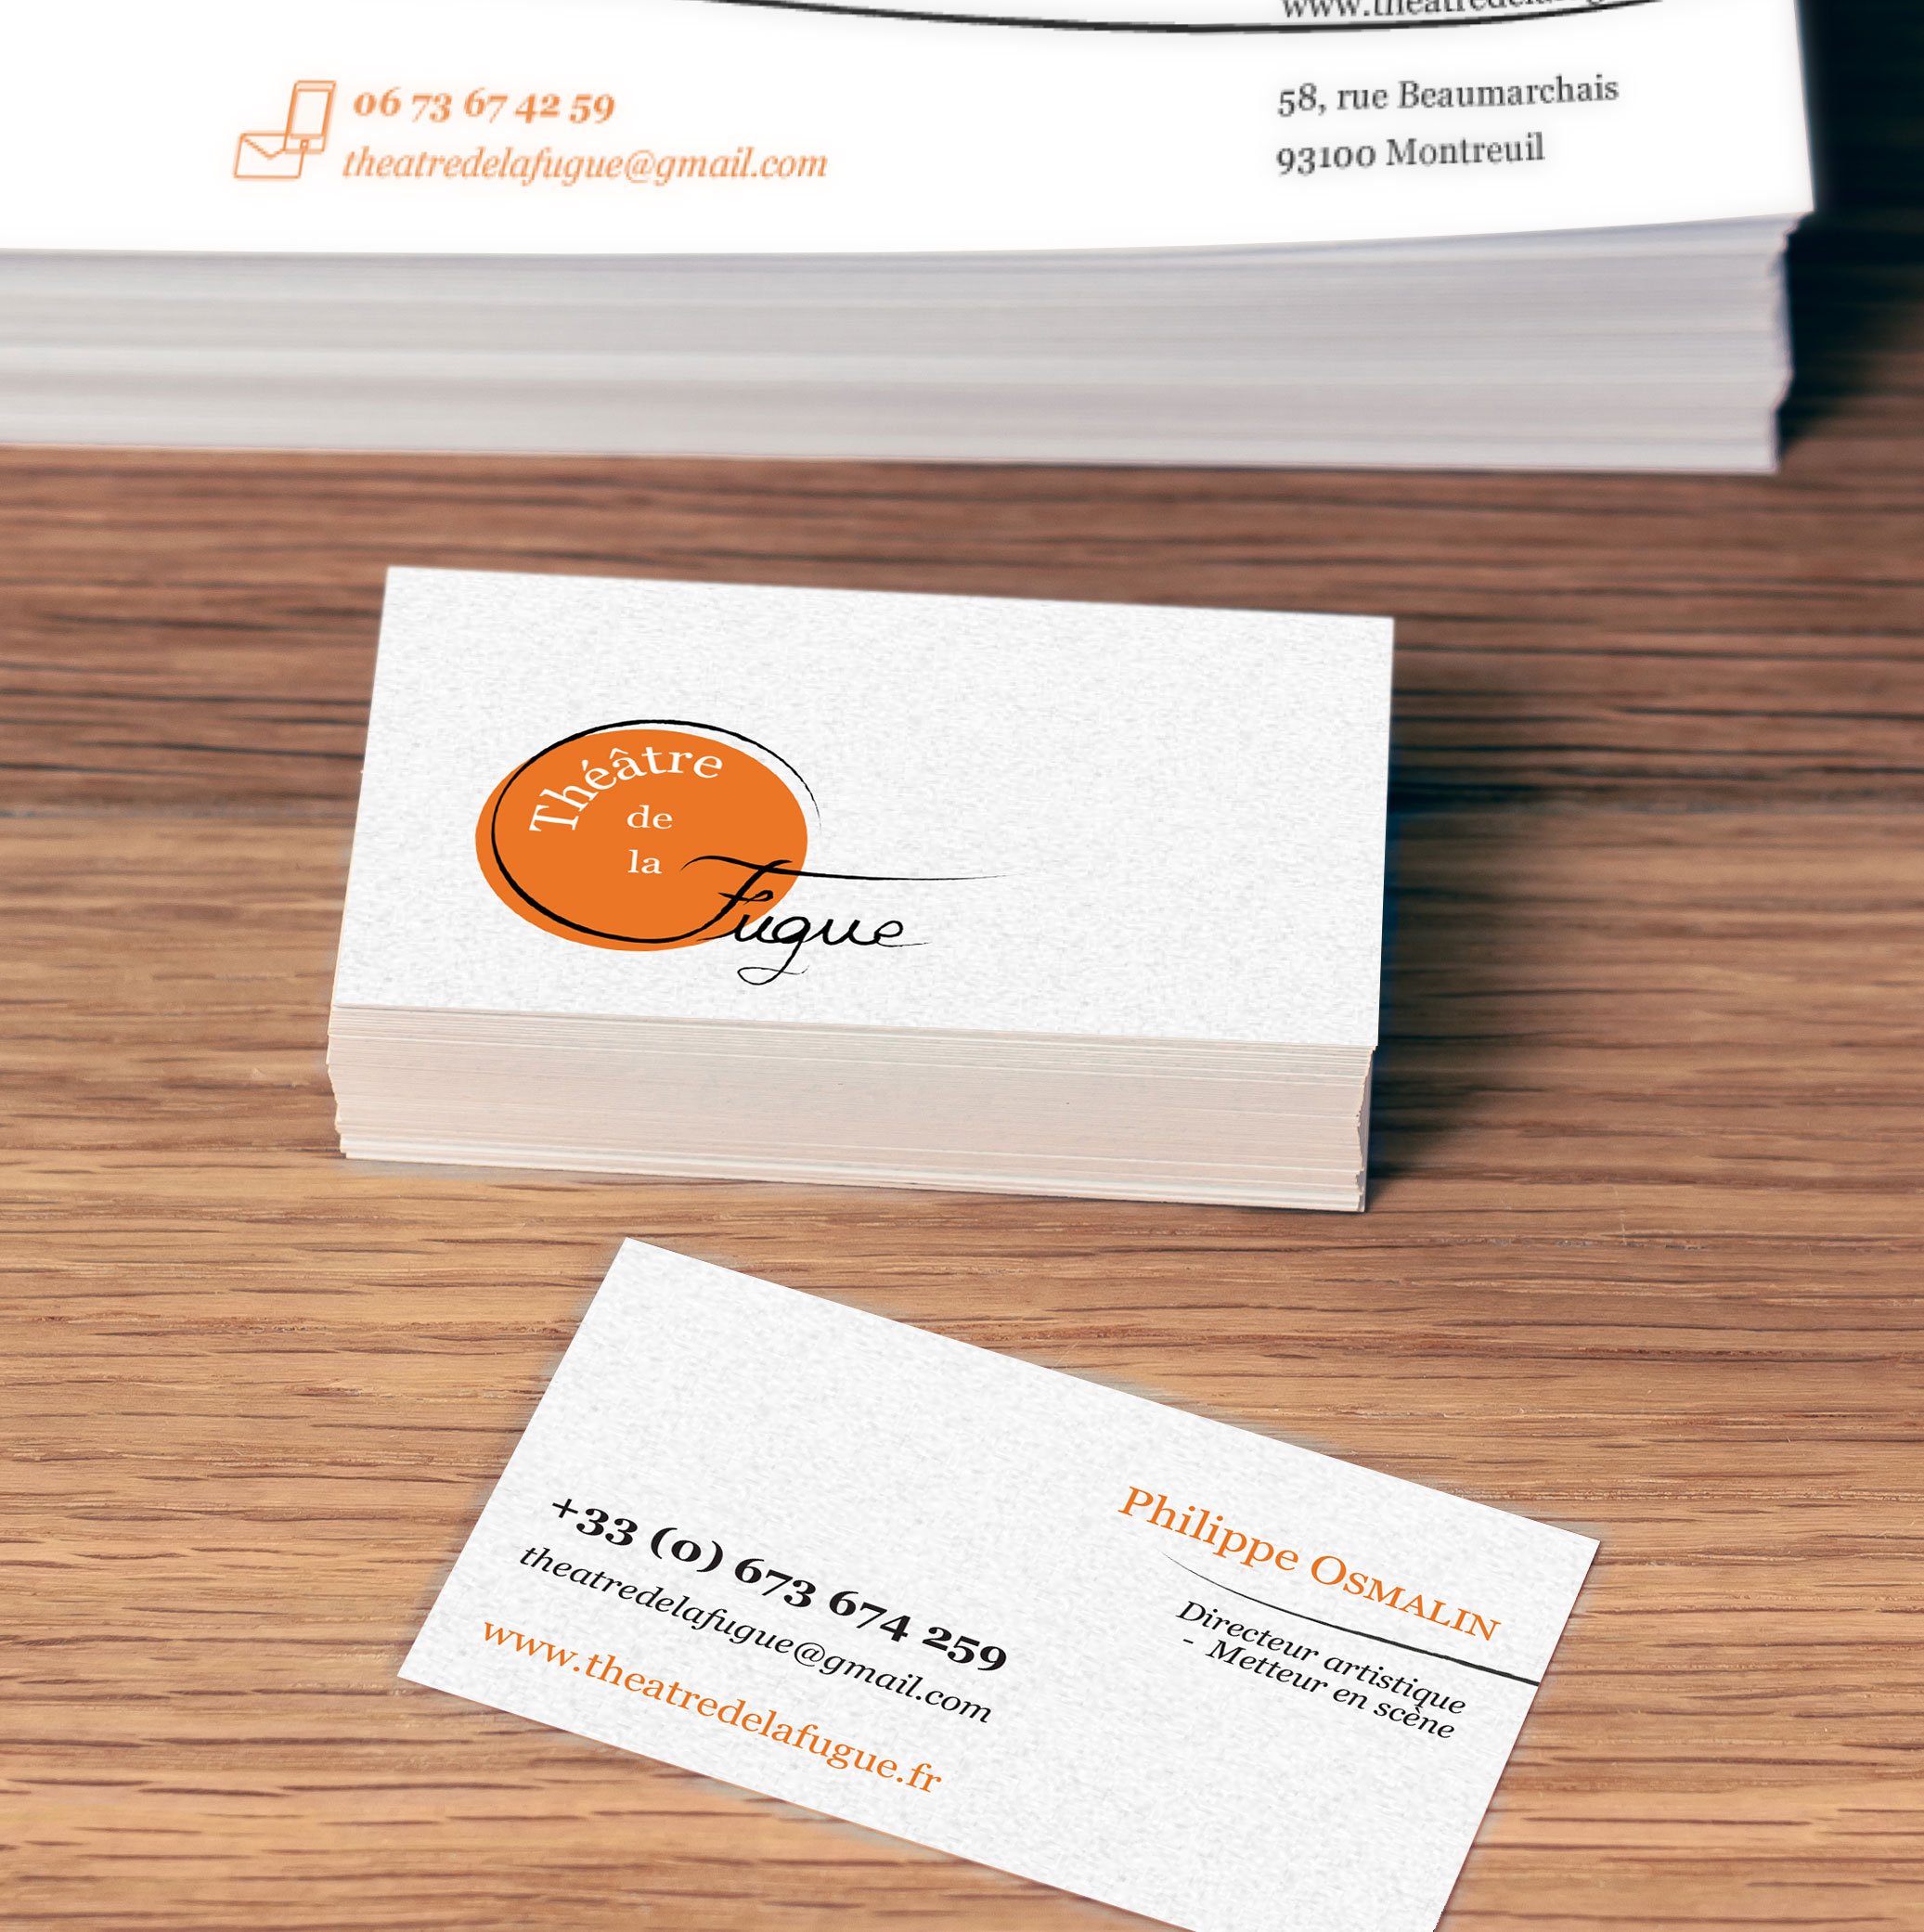 06 73 67 42 59
theatredelafugue@gmail.com
58, rue Beaumarchais
93100 Montreuil
Théâtre
de
la
Fugue
Philippe OSMALIN
Directeur artistique
- Metteur en scène
+33 (0) 673 674 259
theatredelafugue@gmail.com
www.theatredelafugue.fr